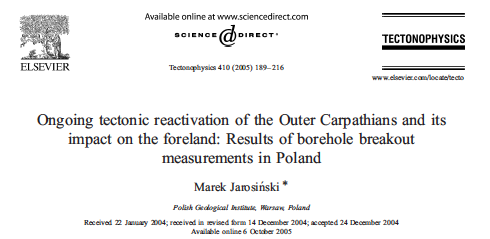 Available online at www.sciencedirect.com
SCIENCE DIRECT®
ELSEVIER
Tectonophysics 410 (2005) 189–216
TECTONOPHYSICS
www.elsevier.com/locate/tecto
Ongoing tectonic reactivation of the Outer Carpathians and its
impact on the foreland: Results of borehole breakout
measurements in Poland
Marek Jarosiński *
Polish Geological Institute, Warsaw, Poland
Received 22 January 2004; received in revised form 14 December 2004; accepted 24 December 2004
Available online 6 October 2005